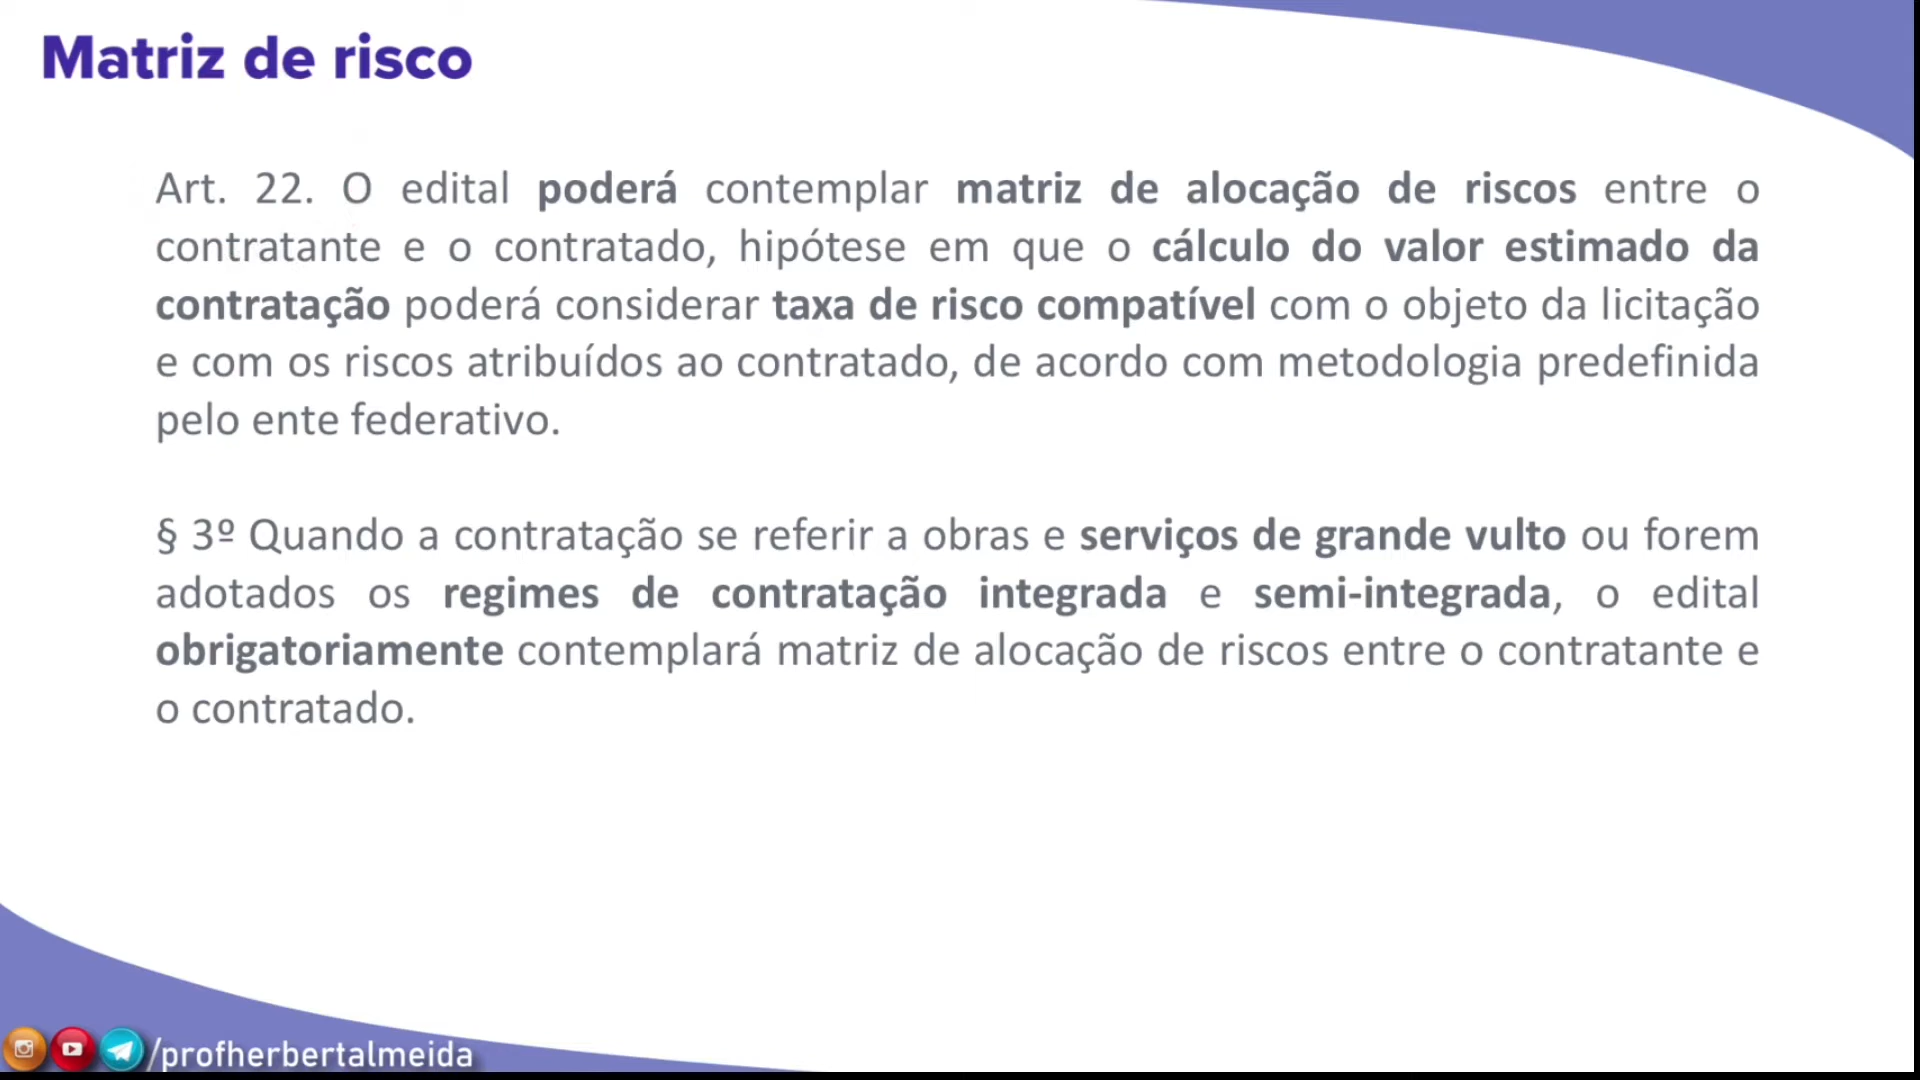 Matriz de risco
Art. 22. O edital poderá contemplar matriz de alocação de riscos entre o
contratante e o contratado, hipótese em que o cálculo do valor estimado da
contratação poderá considerar taxa de risco compatível com o objeto da licitação
e com os riscos atribuídos ao contratado, de acordo com metodologia predefinida
pelo ente federativo.
§ 3º Quando a contratação se referir a obras e serviços de grande vulto ou forem
adotados os regimes de contratação integrada e semi-integrada, o edital
obrigatoriamente contemplará matriz de alocação de riscos entre o contratante e
o contratado.
/profherbertalmeida